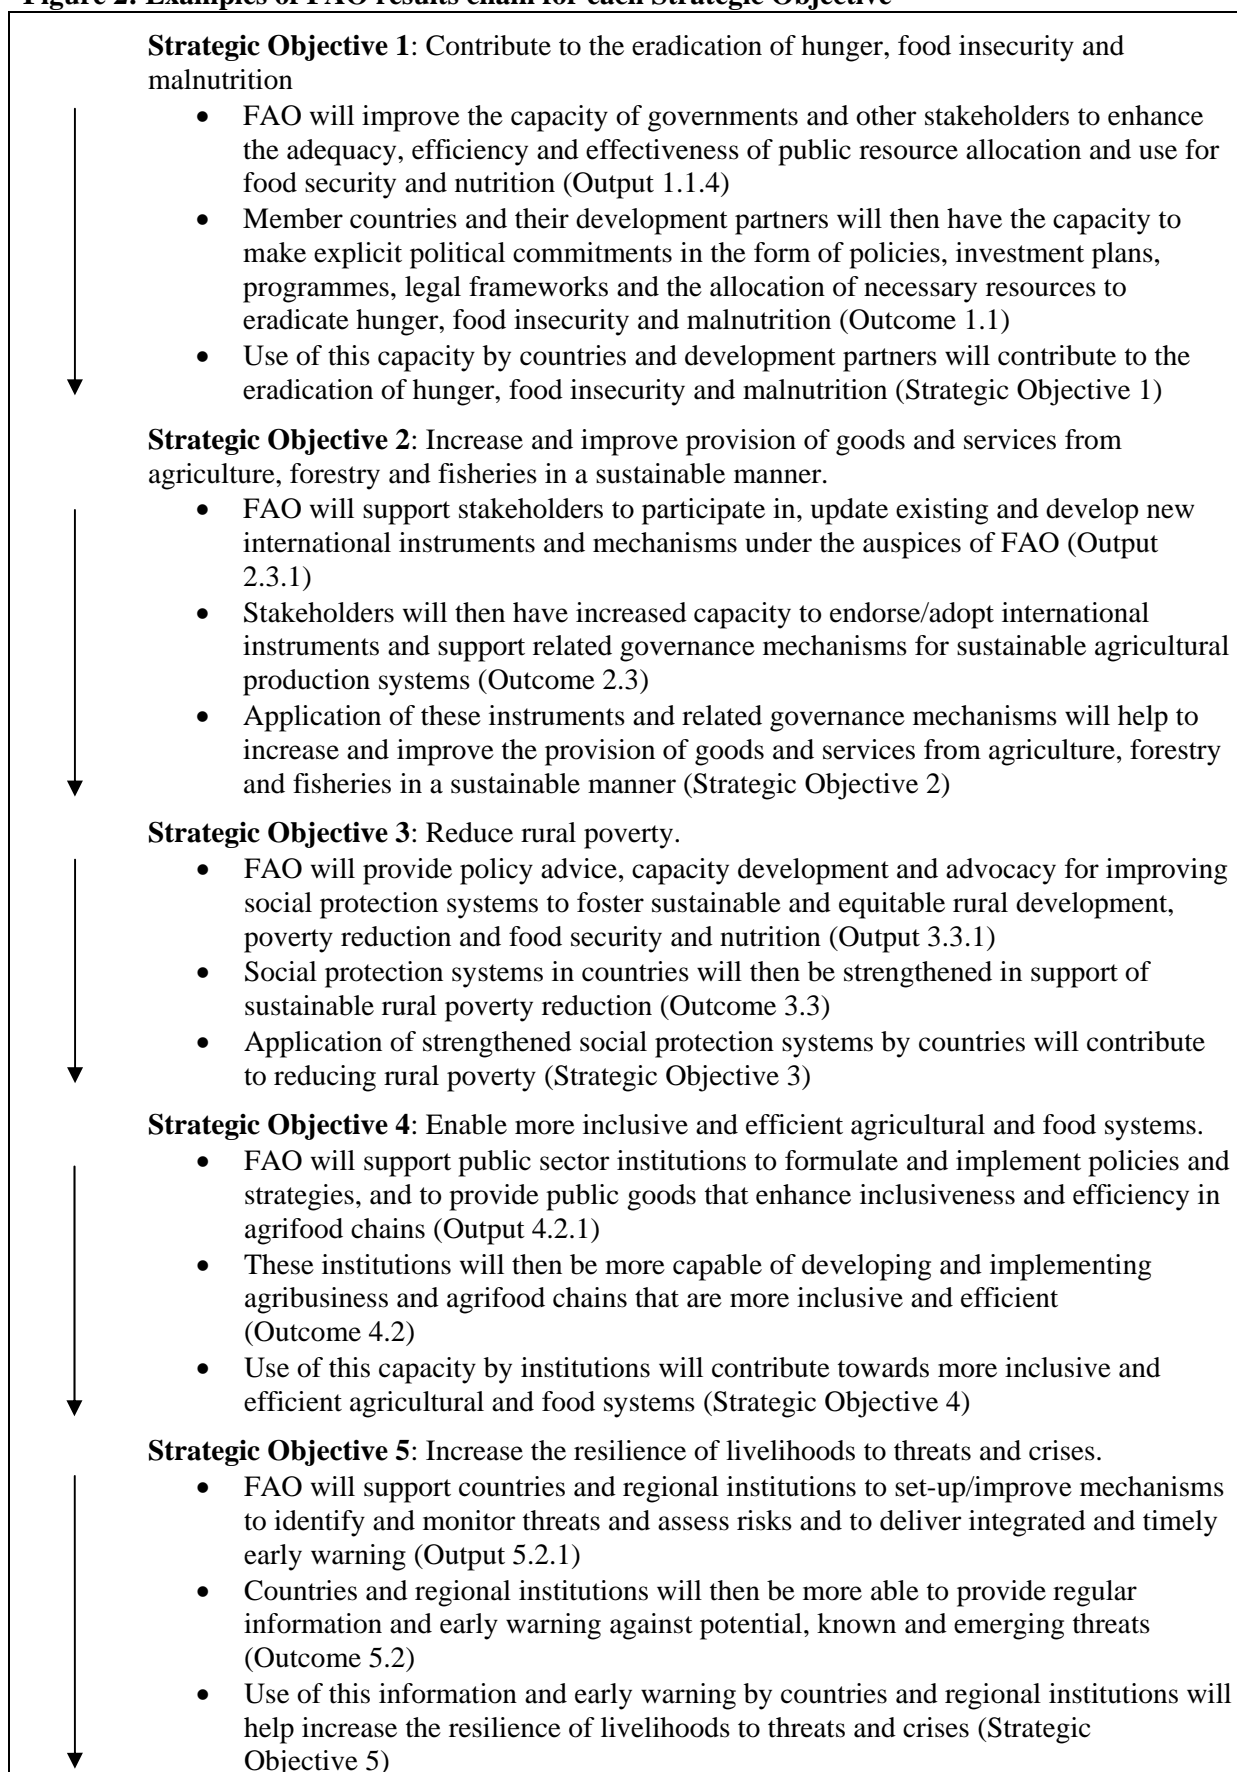 Figure 2: Examples of FAO results chain for each Strategic Objective
Strategic Objective 1: Contribute to the eradication of hunger, food insecurity and
malnutrition
• FAO will improve the capacity of governments and other stakeholders to enhance
the adequacy, efficiency and effectiveness of public resource allocation and use for
food security and nutrition (Output 1.1.4)
• Member countries and their development partners will then have the capacity to
make explicit political commitments in the form of policies, investment plans,
programmes, legal frameworks and the allocation of necessary resources to
eradicate hunger, food insecurity and malnutrition (Outcome 1.1)
• Use of this capacity by countries and development partners will contribute to the
eradication of hunger, food insecurity and malnutrition (Strategic Objective 1)
Strategic Objective 2: Increase and improve provision of goods and services from
agriculture, forestry and fisheries in a sustainable manner.
• FAO will support stakeholders to participate in, update existing and develop new
international instruments and mechanisms under the auspices of FAO (Output
2.3.1)
• Stakeholders will then have increased capacity to endorse/adopt international
instruments and support related governance mechanisms for sustainable agricultural
production systems (Outcome 2.3)
• Application of these instruments and related governance mechanisms will help to
increase and improve the provision of goods and services from agriculture, forestry
and fisheries in a sustainable manner (Strategic Objective 2)
Strategic Objective 3: Reduce rural poverty.
• FAO will provide policy advice, capacity development and advocacy for improving
social protection systems to foster sustainable and equitable rural development,
poverty reduction and food security and nutrition (Output 3.3.1)
• Social protection systems in countries will then be strengthened in support of
sustainable rural poverty reduction (Outcome 3.3)
• Application of strengthened social protection systems by countries will contribute
to reducing rural poverty (Strategic Objective 3)
Strategic Objective 4: Enable more inclusive and efficient agricultural and food systems.
• FAO will support public sector institutions to formulate and implement policies and
strategies, and to provide public goods that enhance inclusiveness and efficiency in
agrifood chains (Output 4.2.1)
• These institutions will then be more capable of developing and implementing
agribusiness and agrifood chains that are more inclusive and efficient
(Outcome 4.2)
• Use of this capacity by institutions will contribute towards more inclusive and
efficient agricultural and food systems (Strategic Objective 4)
Strategic Objective 5: Increase the resilience of livelihoods to threats and crises.
• FAO will support countries and regional institutions to set-up/improve mechanisms
to identify and monitor threats and assess risks and to deliver integrated and timely
early warning (Output 5.2.1)
• Countries and regional institutions will then be more able to provide regular
information and early warning against potential, known and emerging threats
(Outcome 5.2)
• Use of this information and early warning by countries and regional institutions will
help increase the resilience of livelihoods to threats and crises (Strategic
Objective 5)